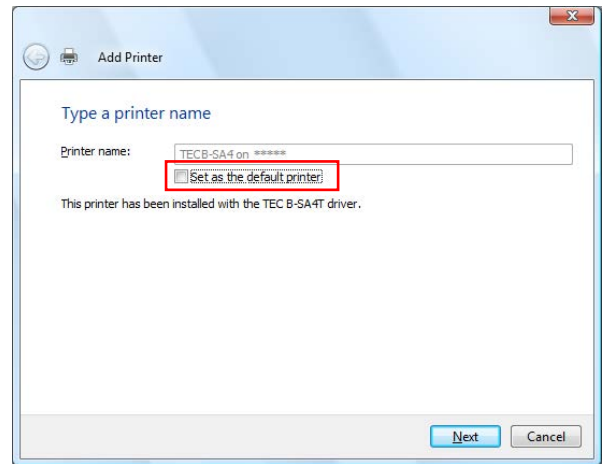 Add Printer
Type a printer name
Printer name:
TECB-SA4 on *****
Set as the default printer
This printer has been installed with the TEC B-SA4T driver.
Next
Cancel